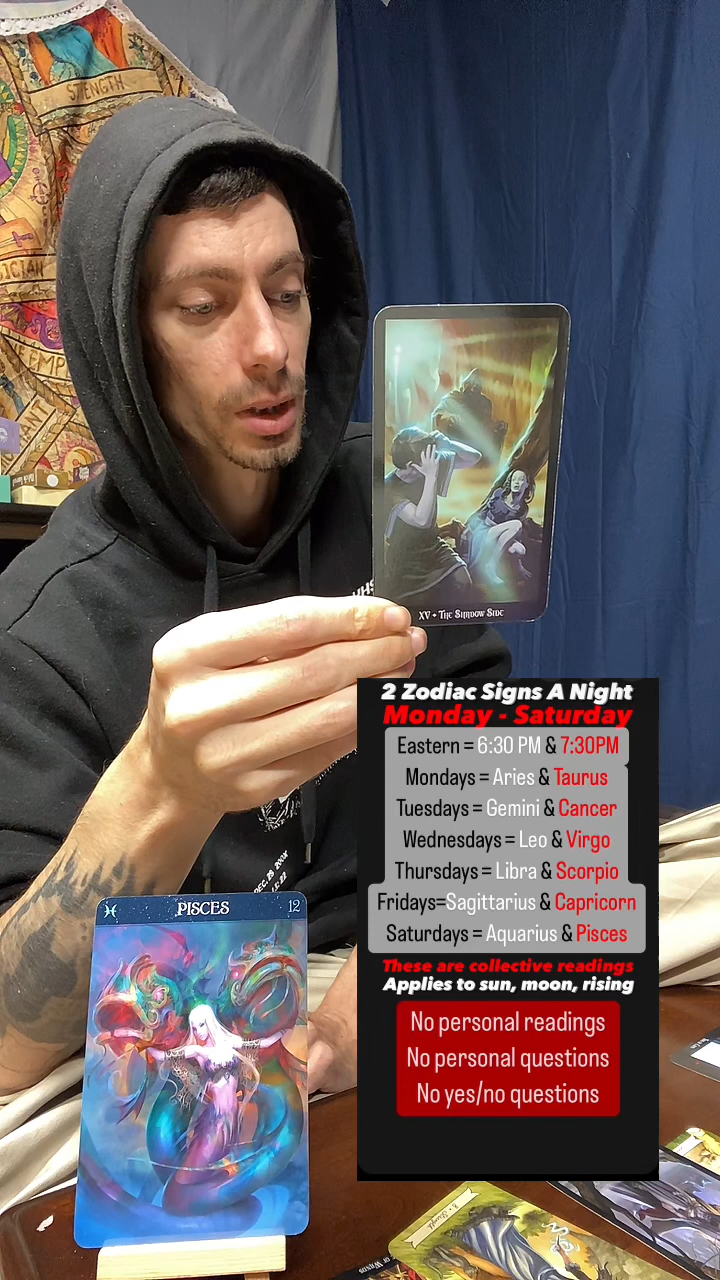 STRENGTH
XV • The Shadow Side
2 Zodiac Signs A Night
Monday - Saturday
Eastern = 6:30 PM & 7:30PM
Mondays = Aries & Taurus
Tuesdays = Gemini & Cancer
Wednesdays = Leo & Virgo
Thursdays = Libra & Scorpio
Fridays=Sagittarius & Capricorn
Saturdays = Aquarius & Pisces
These are collective readings
Applies to sun, moon, rising
No personal readings
No personal questions
No yes/no questions
PISCES 12
of Wands